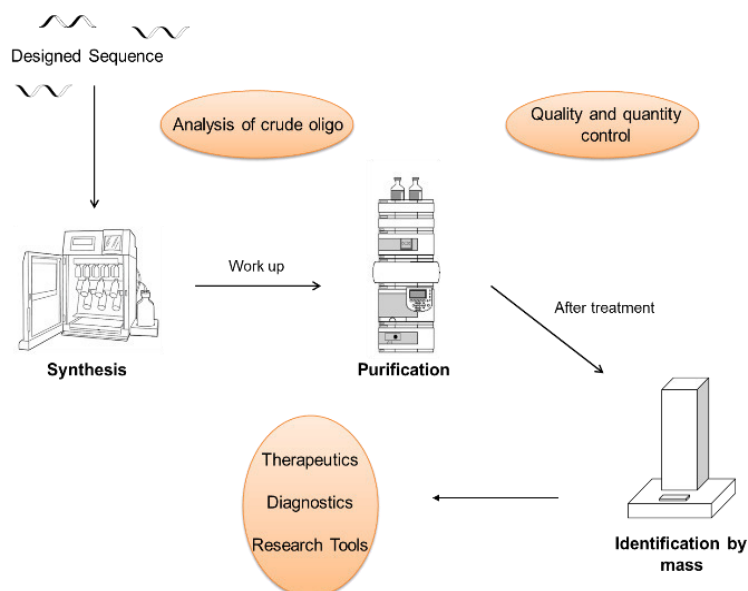 Designed Sequence
Analysis of crude oligo
Quality and quantity
control
Work up
After treatment
Synthesis
Purification
Therapeutics
Diagnostics
Research Tools
Identification by
mass